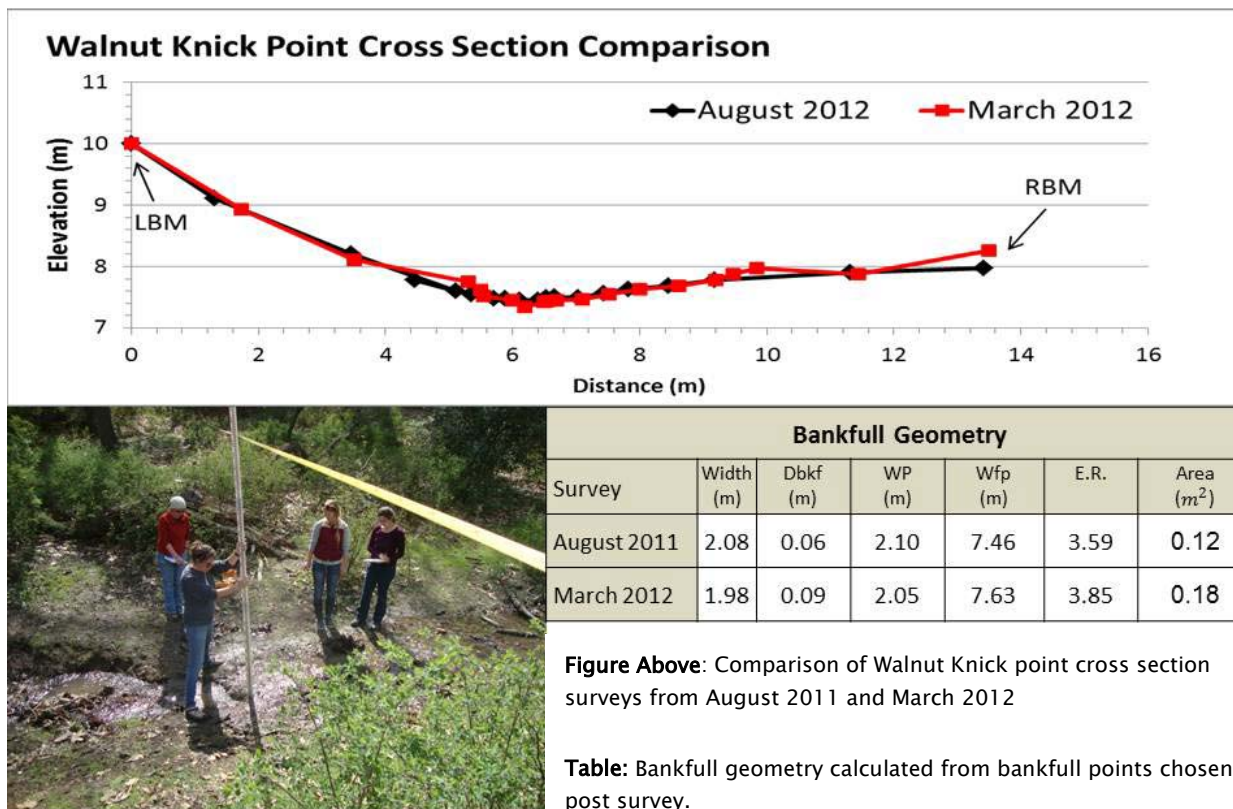 Walnut Knick Point Cross Section Comparison
August 2012 March 2012
11
10
9
8
7
Elevation (m)
LBM
RBM
0 2 4 6 8 10 12 14 16
Distance (m)
Bankfull Geometry
Survey Width (m) Dbkf (m) WP (m) Wfp (m) E.R. Area (m²)
August 2011 2.08 0.06 2.10 7.46 3.59 0.12
March 2012 1.98 0.09 2.05 7.63 3.85 0.18
Figure Above: Comparison of Walnut Knick point cross section
surveys from August 2011 and March 2012
Table: Bankfull geometry calculated from bankfull points chosen
post survey.